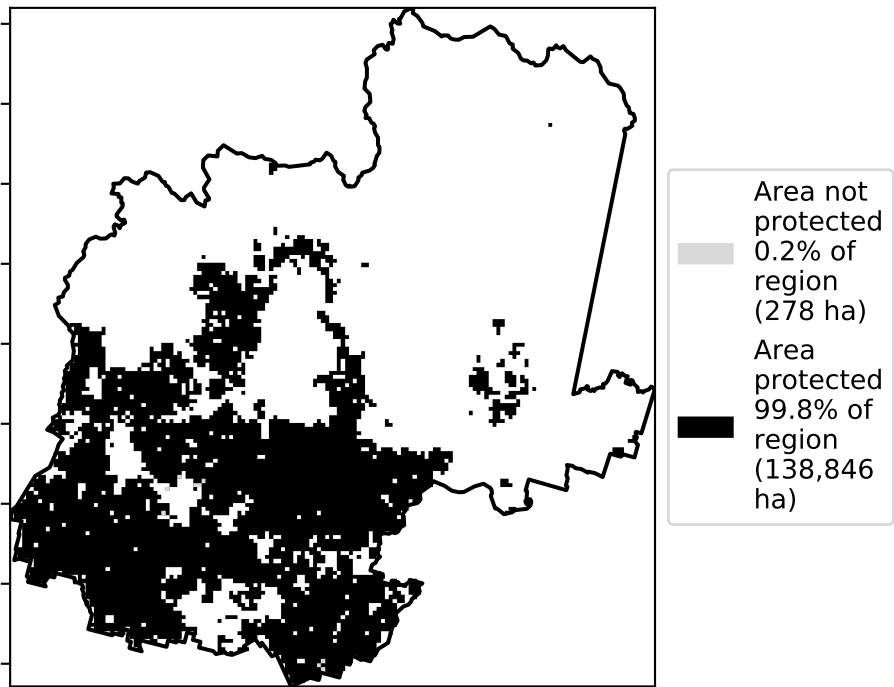 Area not
protected
0.2% of
region
(278 ha)
Area
protected
99.8% of
region
(138,846
ha)